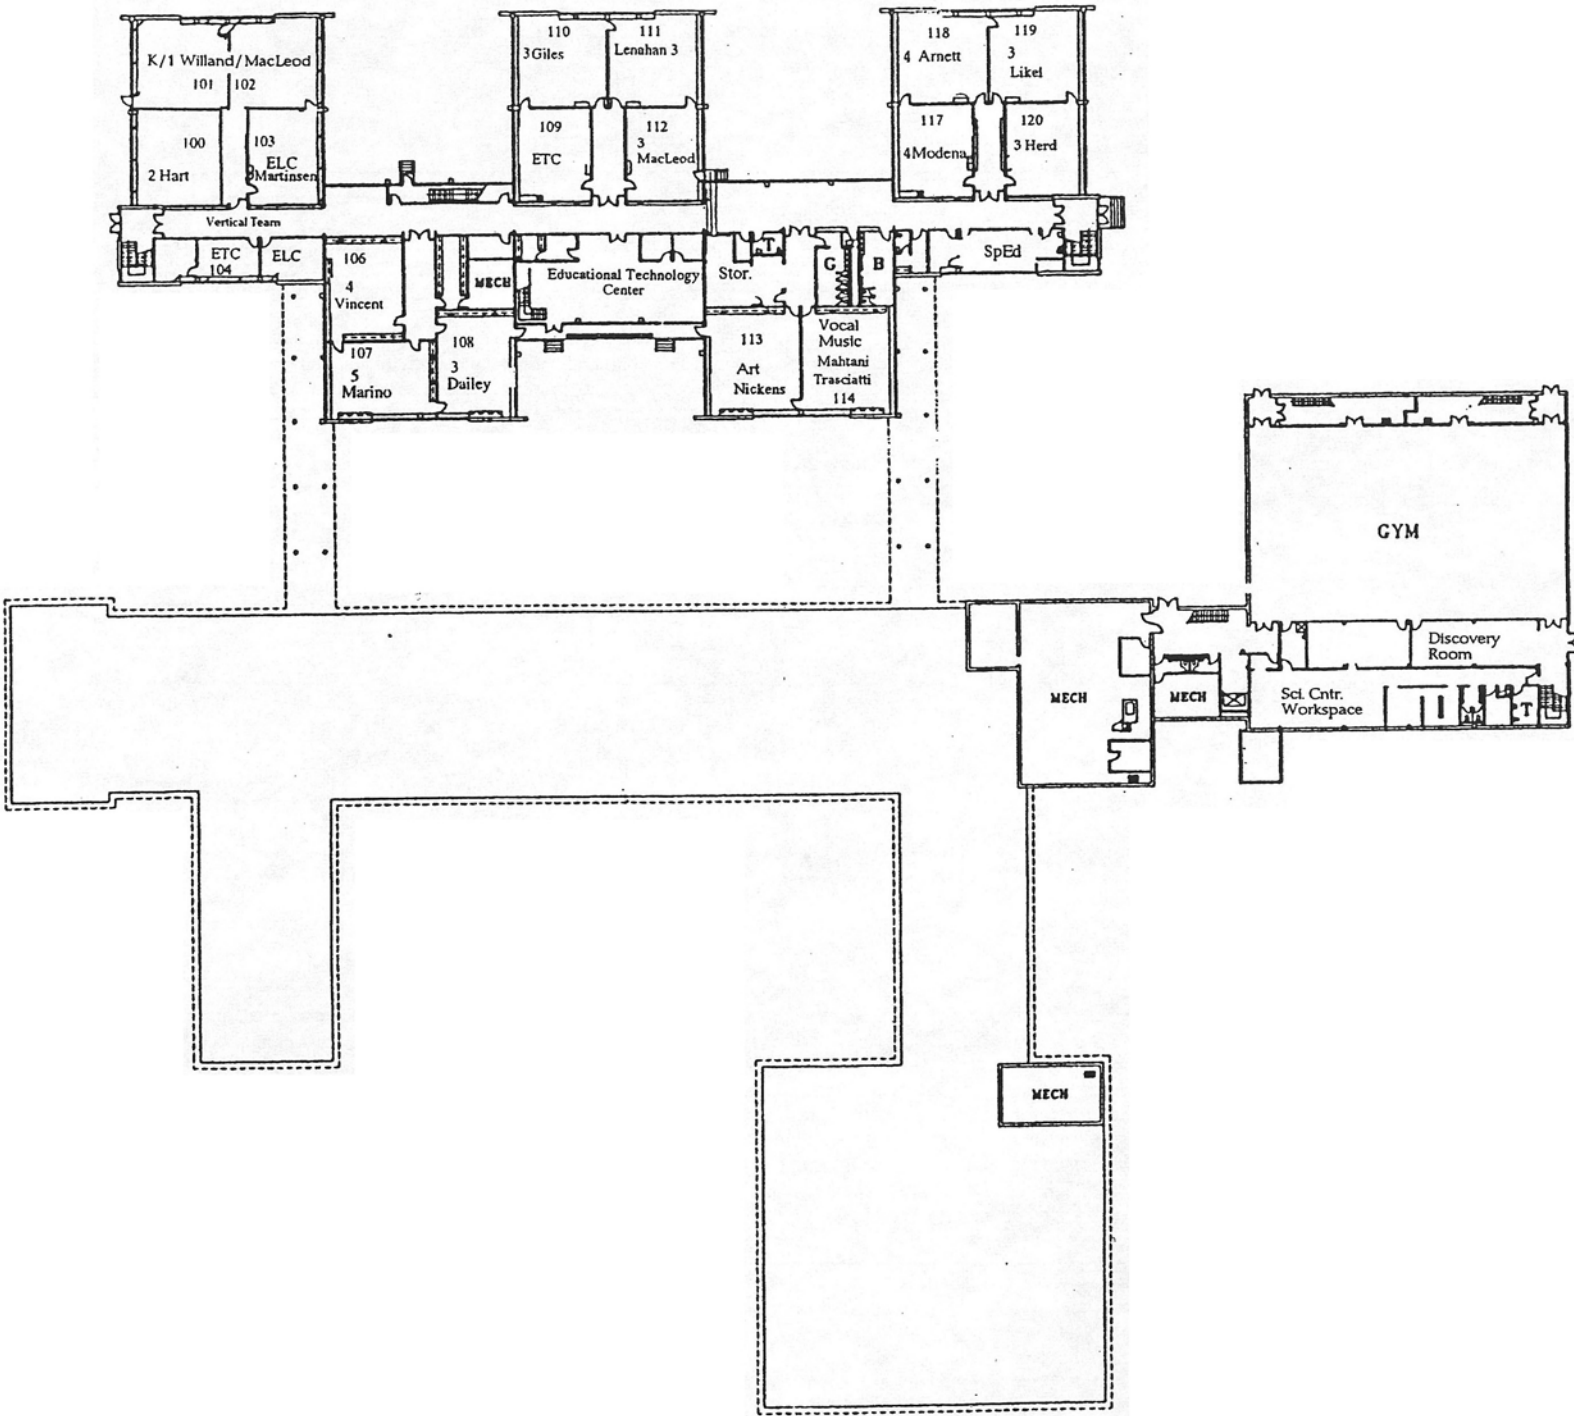 K/1 Willand/MacLeod
101 102
100
2 Hart
103
ELC
Martinsen
Vertical Team
ETC
104
ELC
106
4
Vincent
107
5
Marino
108
3
Dailey
MECH
110
3 Giles
111
Lenahan 3
109
ETC
112
3
MacLeod
Educational Technology
Center
Stor.
T
G
B
113
Art
Nickens
Vocal
Music
Mahtani
Trasciatti
114
118
4 Arnett
119
3
Likel
117
4 Modena
120
3 Herd
SpEd
GYM
Discovery
Room
MECH
MECH
Sci. Cntr.
Workspace
T
MECH